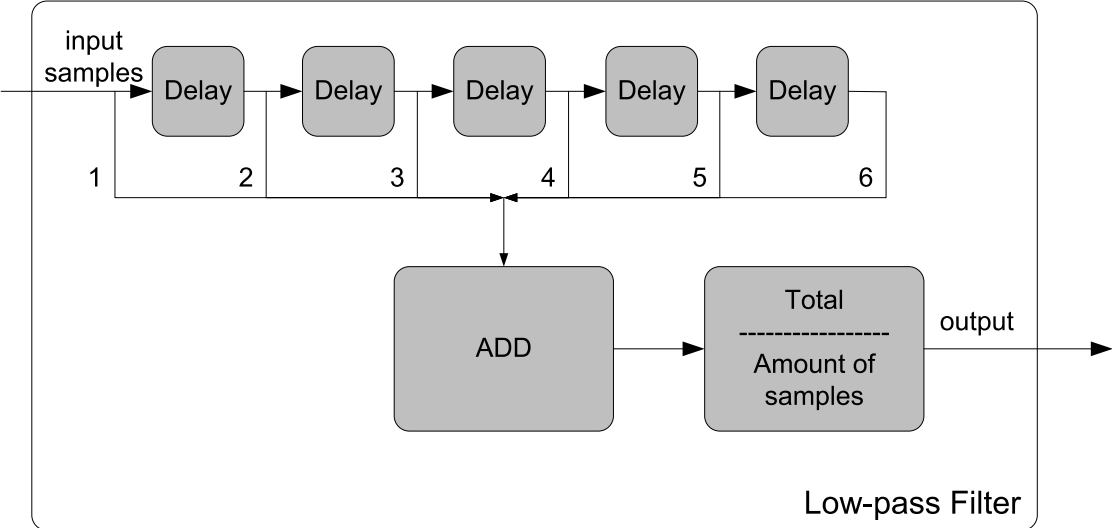 input
samples
Delay
Delay
Delay
Delay
Delay
1
2
3
4
5
6
ADD
Total
------------------
Amount of
samples
output
Low-pass Filter